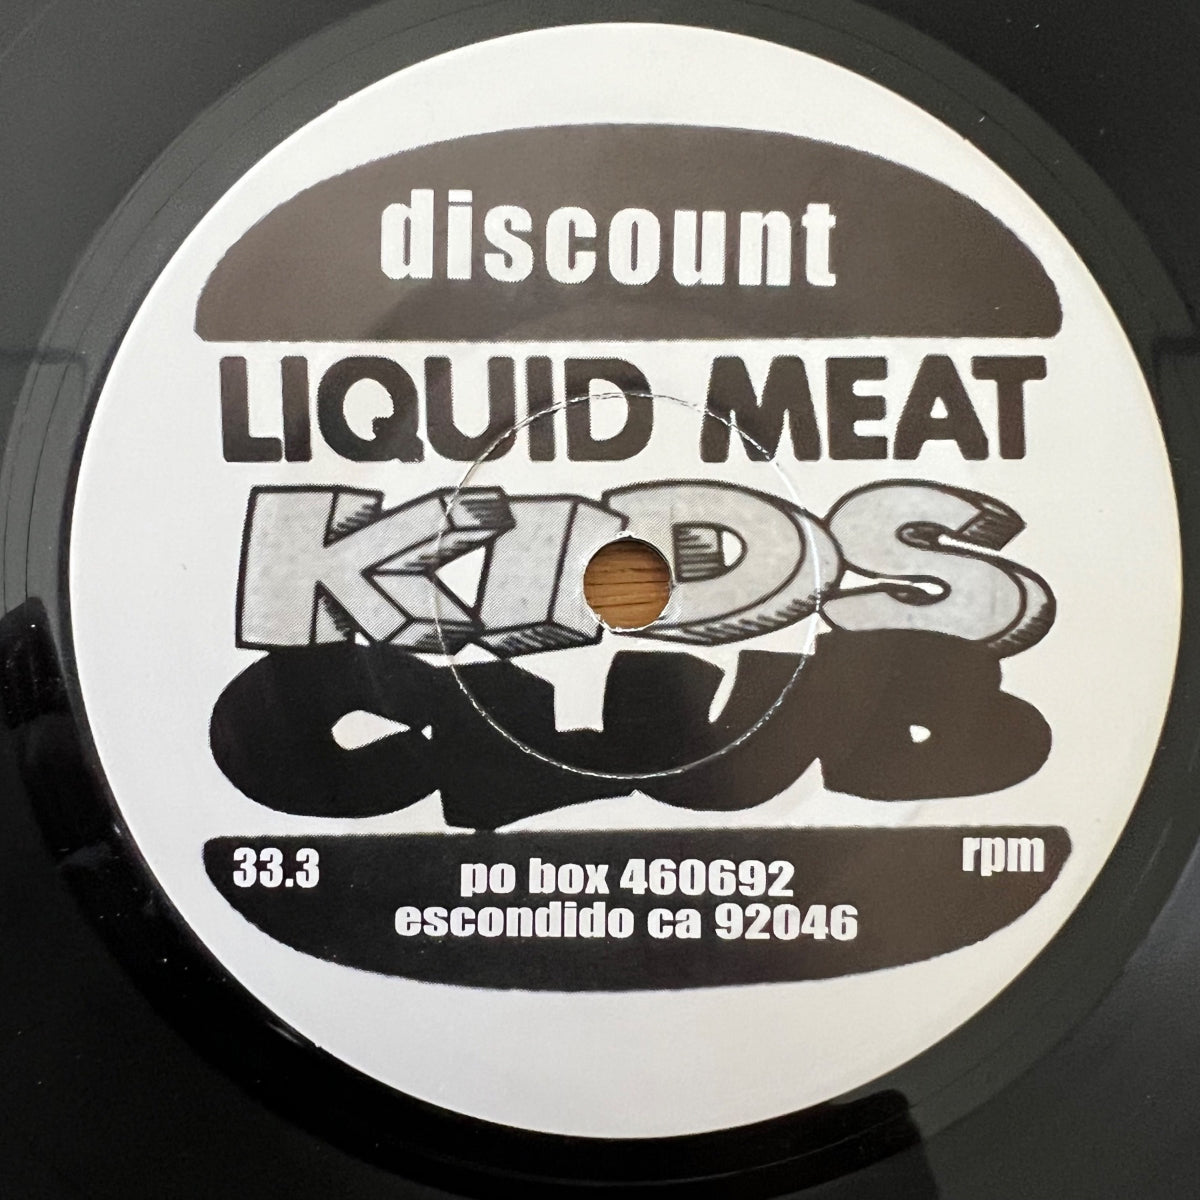 discount
LIQUID MEAT
KIDS
CLUB
33.3
rpm
po box 460692
escondido ca 92046